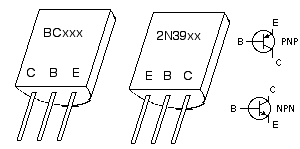 BCxxx
C B E
2N39xx
E B C
E
B PNP
C
C
B NPN
E